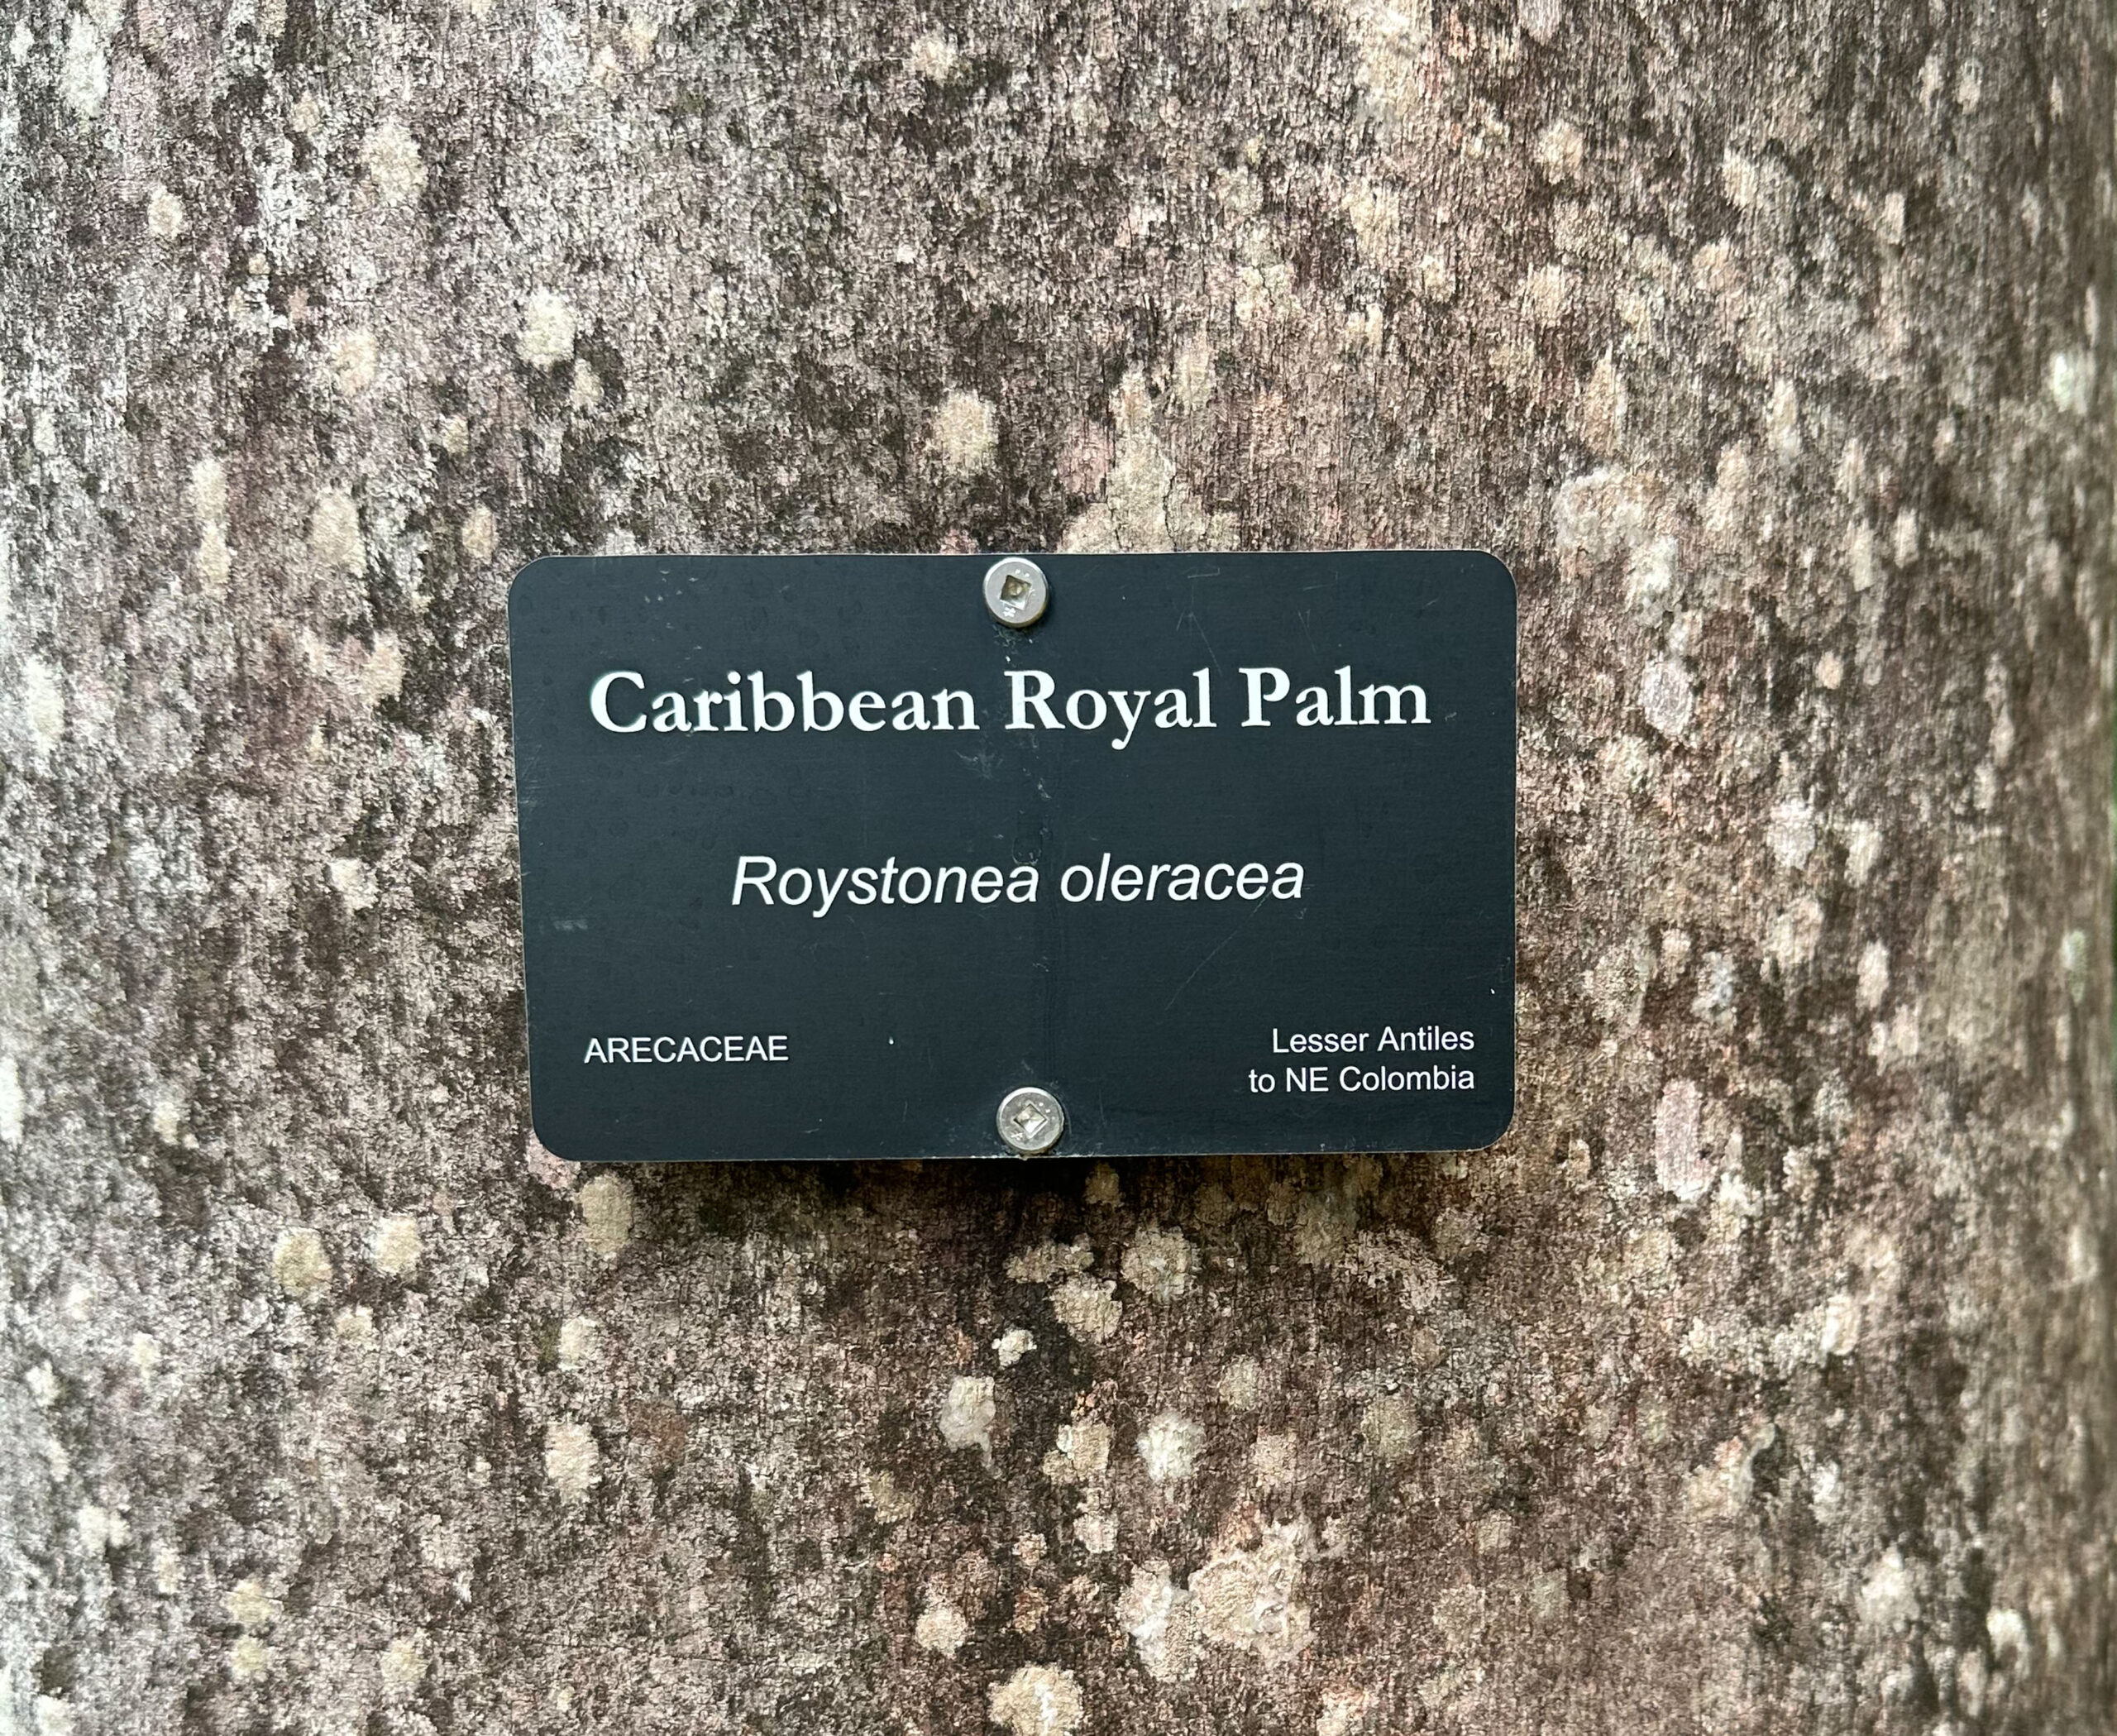 Caribbean Royal Palm
Roystonea oleracea
ARECACEAE
Lesser Antiles
to NE Colombia